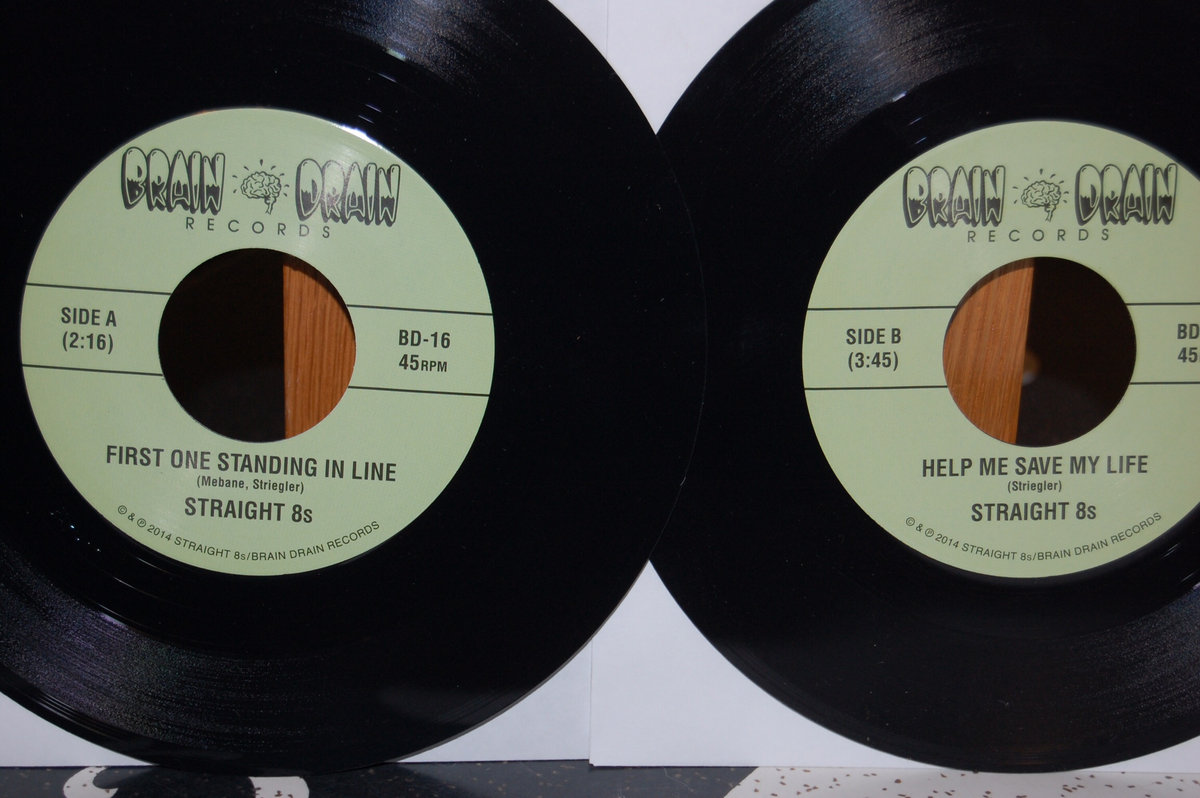 BRAIN DRAIN
RECORDS
SIDE A
(2:16)
BD-16
45RPM
FIRST ONE STANDING IN LINE
(Mebane, Striegler)
STRAIGHT 8s
© & ℗ 2014 STRAIGHT 8s/BRAIN DRAIN RECORDS
BRAIN DRAIN
RECORDS
SIDE B
(3:45)
BD
45
HELP ME SAVE MY LIFE
(Striegler)
STRAIGHT 8s
© & ℗ 2014 STRAIGHT 8s/BRAIN DRAIN RECORDS